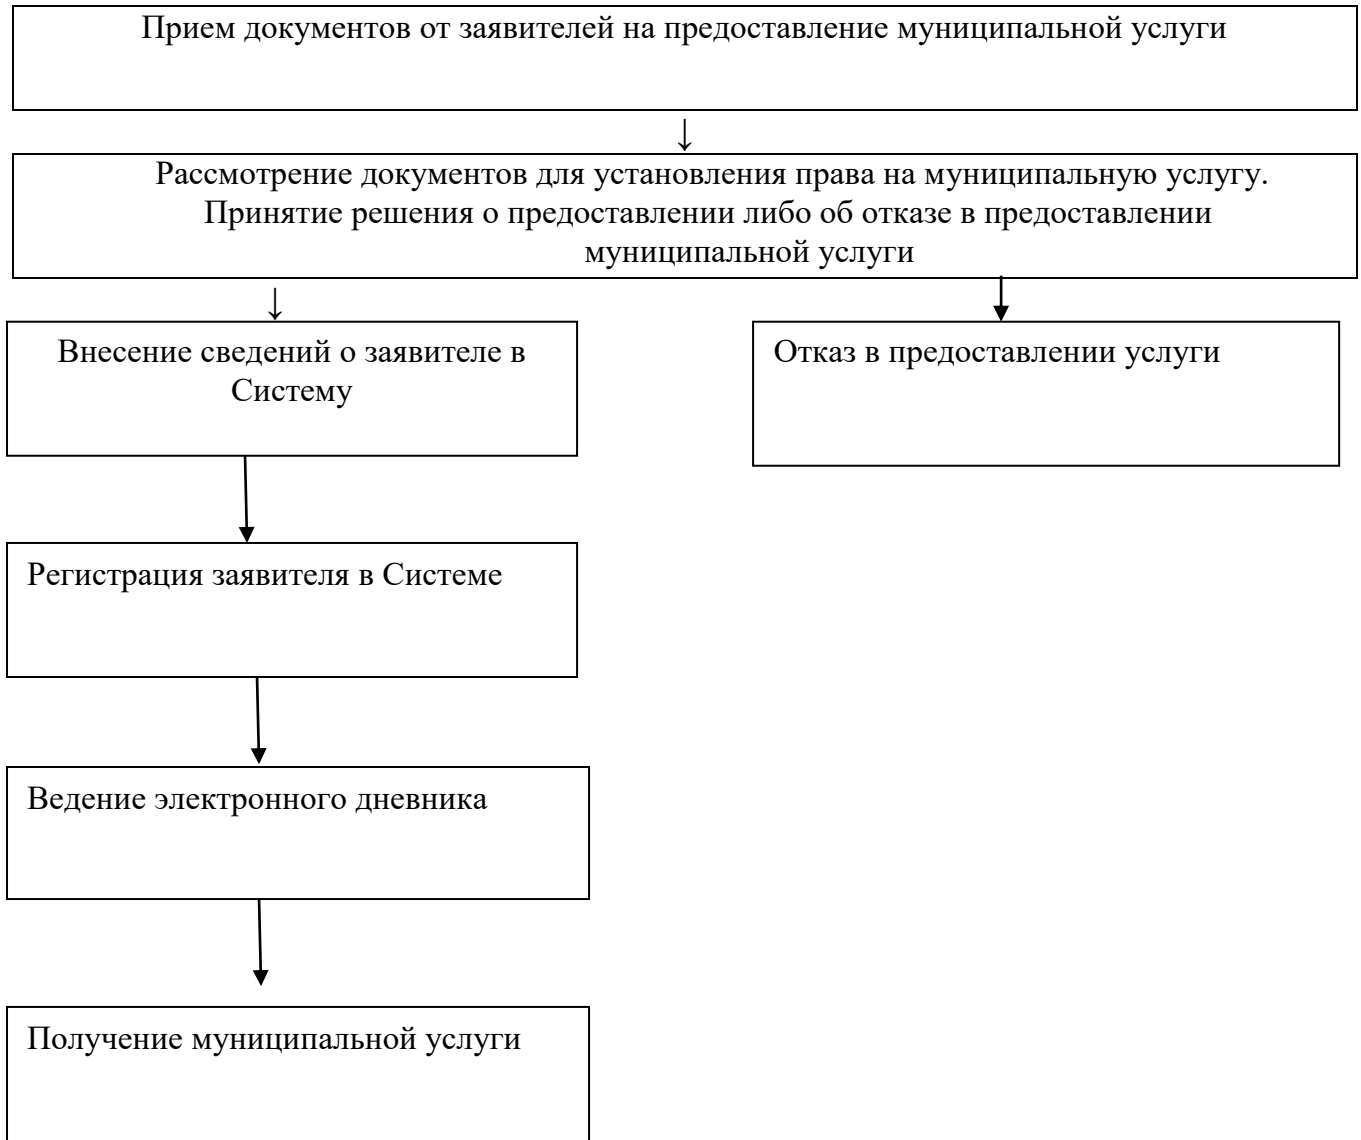 Прием документов от заявителей на предоставление муниципальной услуги
↓
Рассмотрение документов для установления права на муниципальную услугу.
Принятие решения о предоставлении либо об отказе в предоставлении
муниципальной услуги
↓
Внесение сведений о заявителе в
Систему
Отказ в предоставлении услуги
Регистрация заявителя в Системе
Ведение электронного дневника
Получение муниципальной услуги